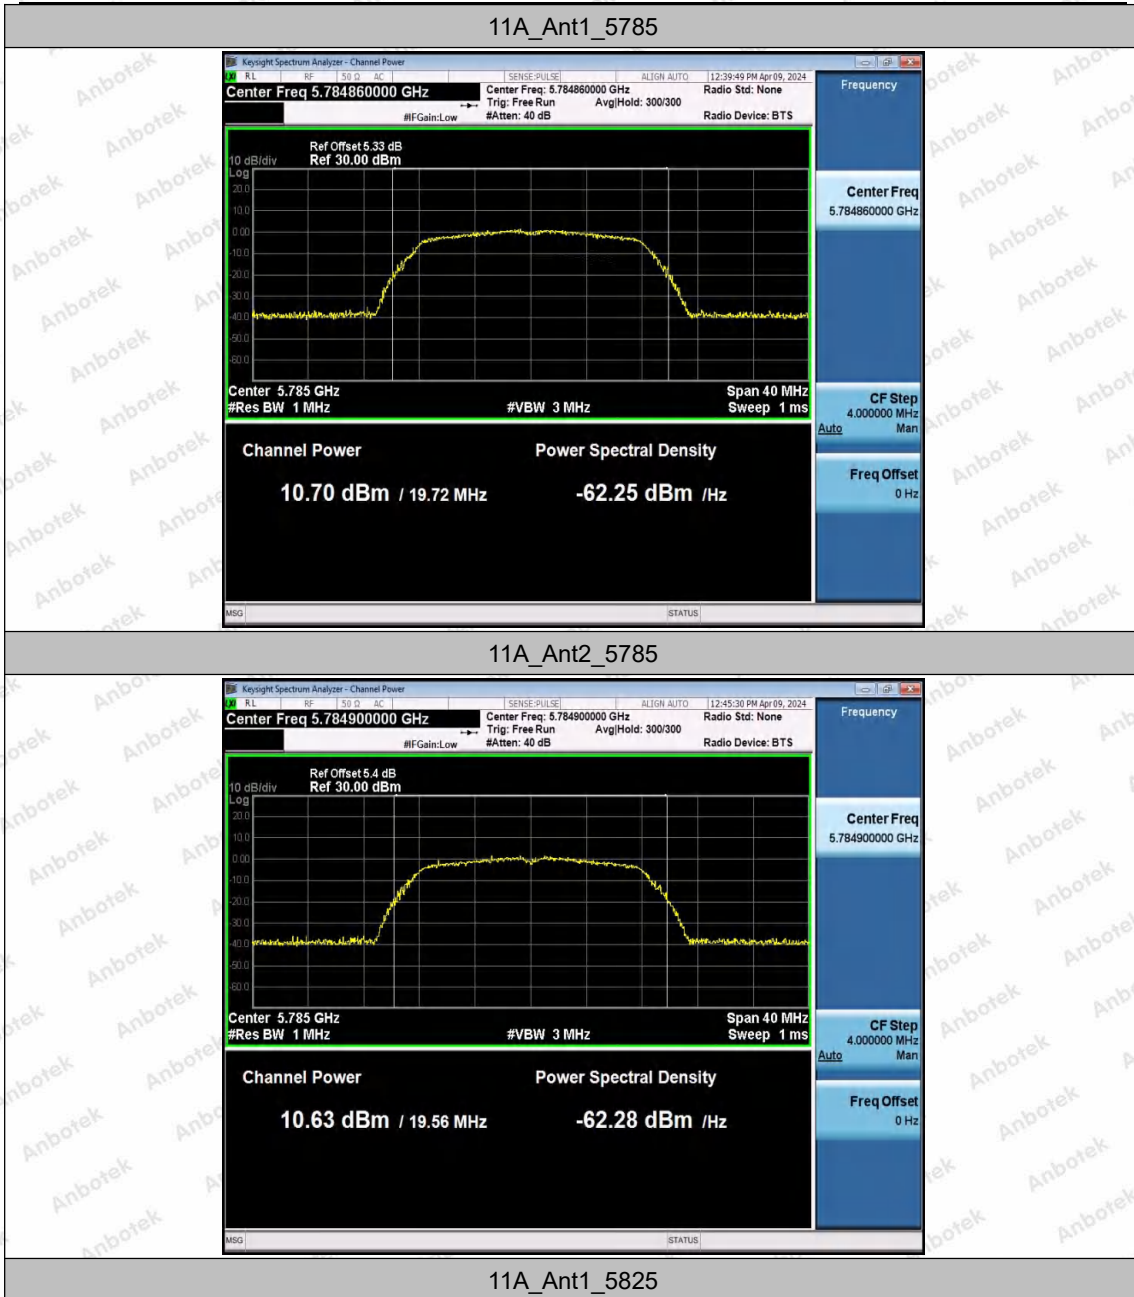 11A_Ant1_5785
Keysight Spectrum Analyzer - Channel Power
RL RF 50 Ω AC SENSE:PULSE ALIGN AUTO 12:39:49 PM Apr 09, 2024
Center Freq 5.784860000 GHz
Center Freq: 5.784860000 GHz Radio Std: None
Trig: Free Run Avg|Hold: 300/300
#IFGain:Low #Atten: 40 dB Radio Device: BTS
Frequency
Ref Offset 5.33 dB
10 dB/div Ref 30.00 dBm
Log
20.0
10.0
0.00
-10.0
-20.0
-30.0
-40.0
-50.0
-60.0
Center Freq
5.784860000 GHz
Center 5.785 GHz Span 40 MHz
#Res BW 1 MHz #VBW 3 MHz Sweep 1 ms
CF Step
4.000000 MHz
Auto Man
Channel Power Power Spectral Density
Freq Offset
0 Hz
10.70 dBm / 19.72 MHz -62.25 dBm /Hz
MSG STATUS
11A_Ant2_5785
Keysight Spectrum Analyzer - Channel Power
RL RF 50 Ω AC SENSE:PULSE ALIGN AUTO 12:45:30 PM Apr 09, 2024
Center Freq 5.784900000 GHz
Center Freq: 5.784900000 GHz Radio Std: None
Trig: Free Run Avg|Hold: 300/300
#IFGain:Low #Atten: 40 dB Radio Device: BTS
Frequency
Ref Offset 5.4 dB
10 dB/div Ref 30.00 dBm
Log
20.0
10.0
0.00
-10.0
-20.0
-30.0
-40.0
-50.0
-60.0
Center Freq
5.784900000 GHz
Center 5.785 GHz Span 40 MHz
#Res BW 1 MHz #VBW 3 MHz Sweep 1 ms
CF Step
4.000000 MHz
Auto Man
Channel Power Power Spectral Density
Freq Offset
0 Hz
10.63 dBm / 19.56 MHz -62.28 dBm /Hz
MSG STATUS
11A_Ant1_5825